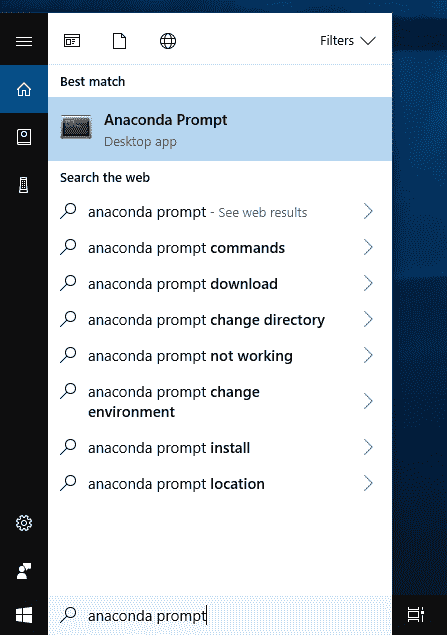 Filters
Best match
Anaconda Prompt
Desktop app
Search the web
anaconda prompt - See web results
anaconda prompt commands
anaconda prompt download
anaconda prompt change directory
anaconda prompt not working
anaconda prompt change
environment
anaconda prompt install
anaconda prompt location
anaconda prompt